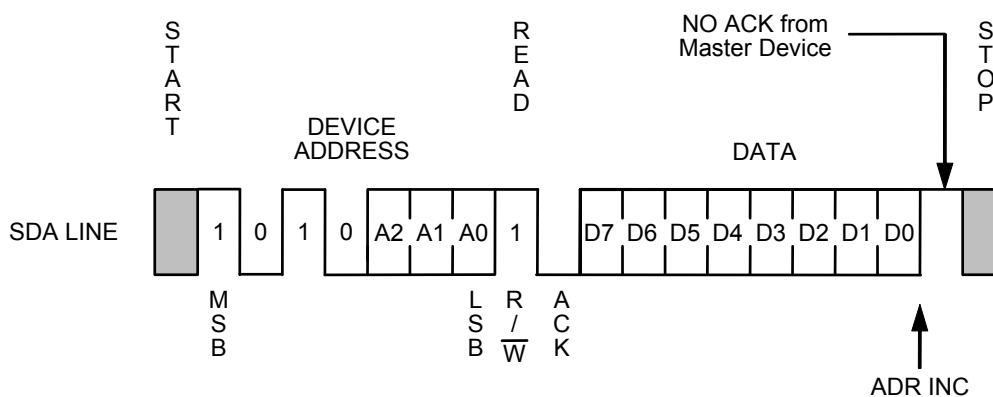 START
READ
NO ACK from
Master Device
STOP
DEVICE
ADDRESS
DATA
SDA LINE
1 0 1 0 A2 A1 A0 1 D7 D6 D5 D4 D3 D2 D1 D0
MSB
LSB
R/W̅
ACK
ADR INC